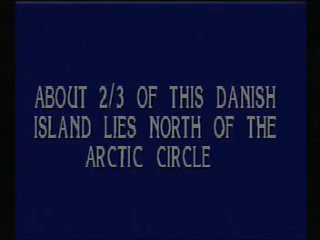 ABOUT 2/3 OF THIS DANISH
ISLAND LIES NORTH OF THE
ARCTIC CIRCLE